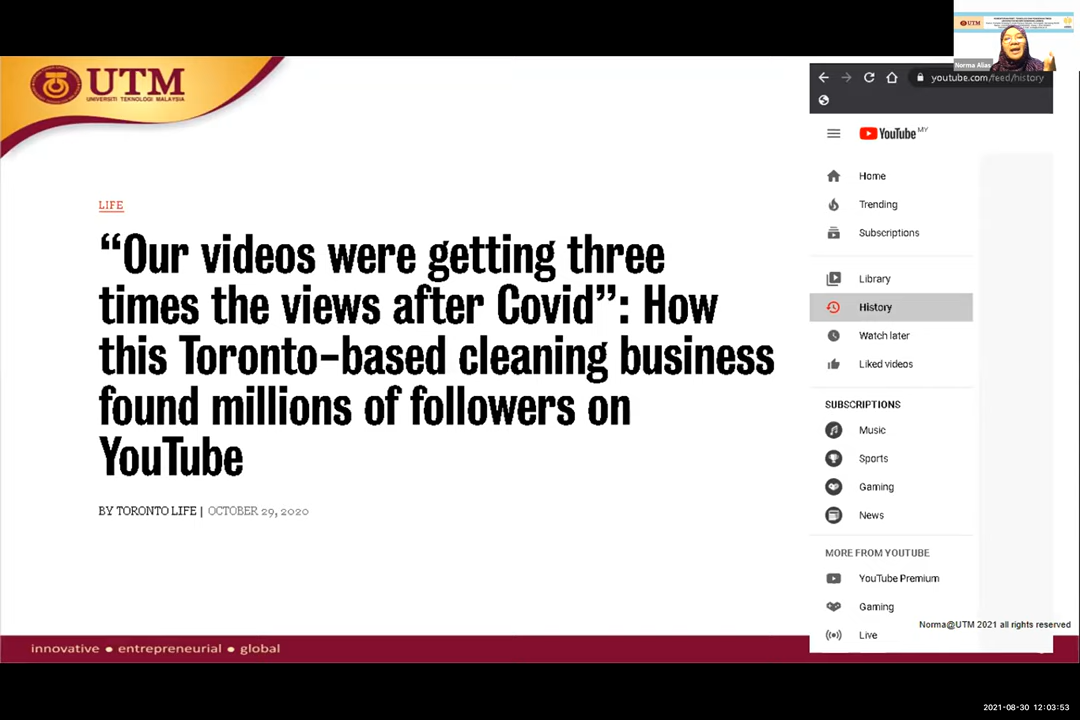 UTM
UNIVERSITI TEKNOLOGI MALAYSIA
UTM
Norma Alias
youtube.com/feed/history
YouTube MY
Home
Trending
Subscriptions
Library
History
Watch later
Liked videos
SUBSCRIPTIONS
Music
Sports
Gaming
News
MORE FROM YOUTUBE
YouTube Premium
Gaming
Live
LIFE
“Our videos were getting three
times the views after Covid”: How
this Toronto-based cleaning business
found millions of followers on
YouTube
BY TORONTO LIFE | OCTOBER 29, 2020
Norma@UTM 2021 all rights reserved
innovative ● entrepreneurial ● global
2021-08-30 12:03:53